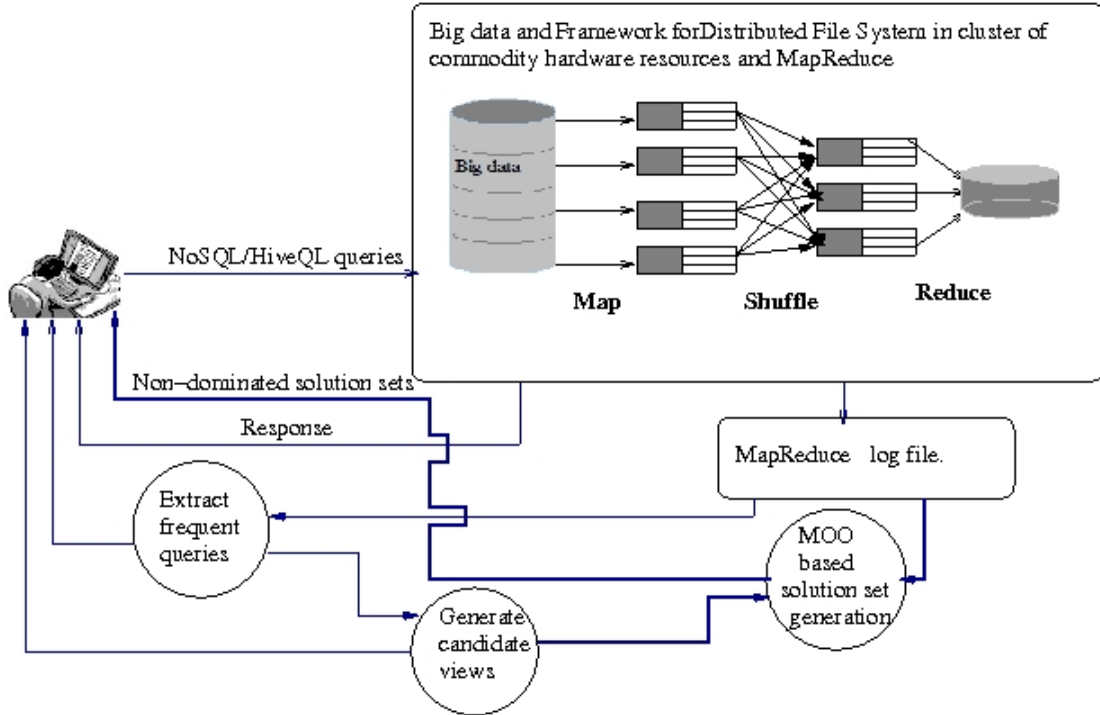 Big data and Framework forDistributed File System in cluster of
commodity hardware resources and MapReduce
Big data
Map
Shuffle
Reduce
NoSQL/HiveQL queries
Non-dominated solution sets
Response
MapReduce log file.
Extract
frequent
queries
MOO
based
solution set
generation
Generate
candidate
views